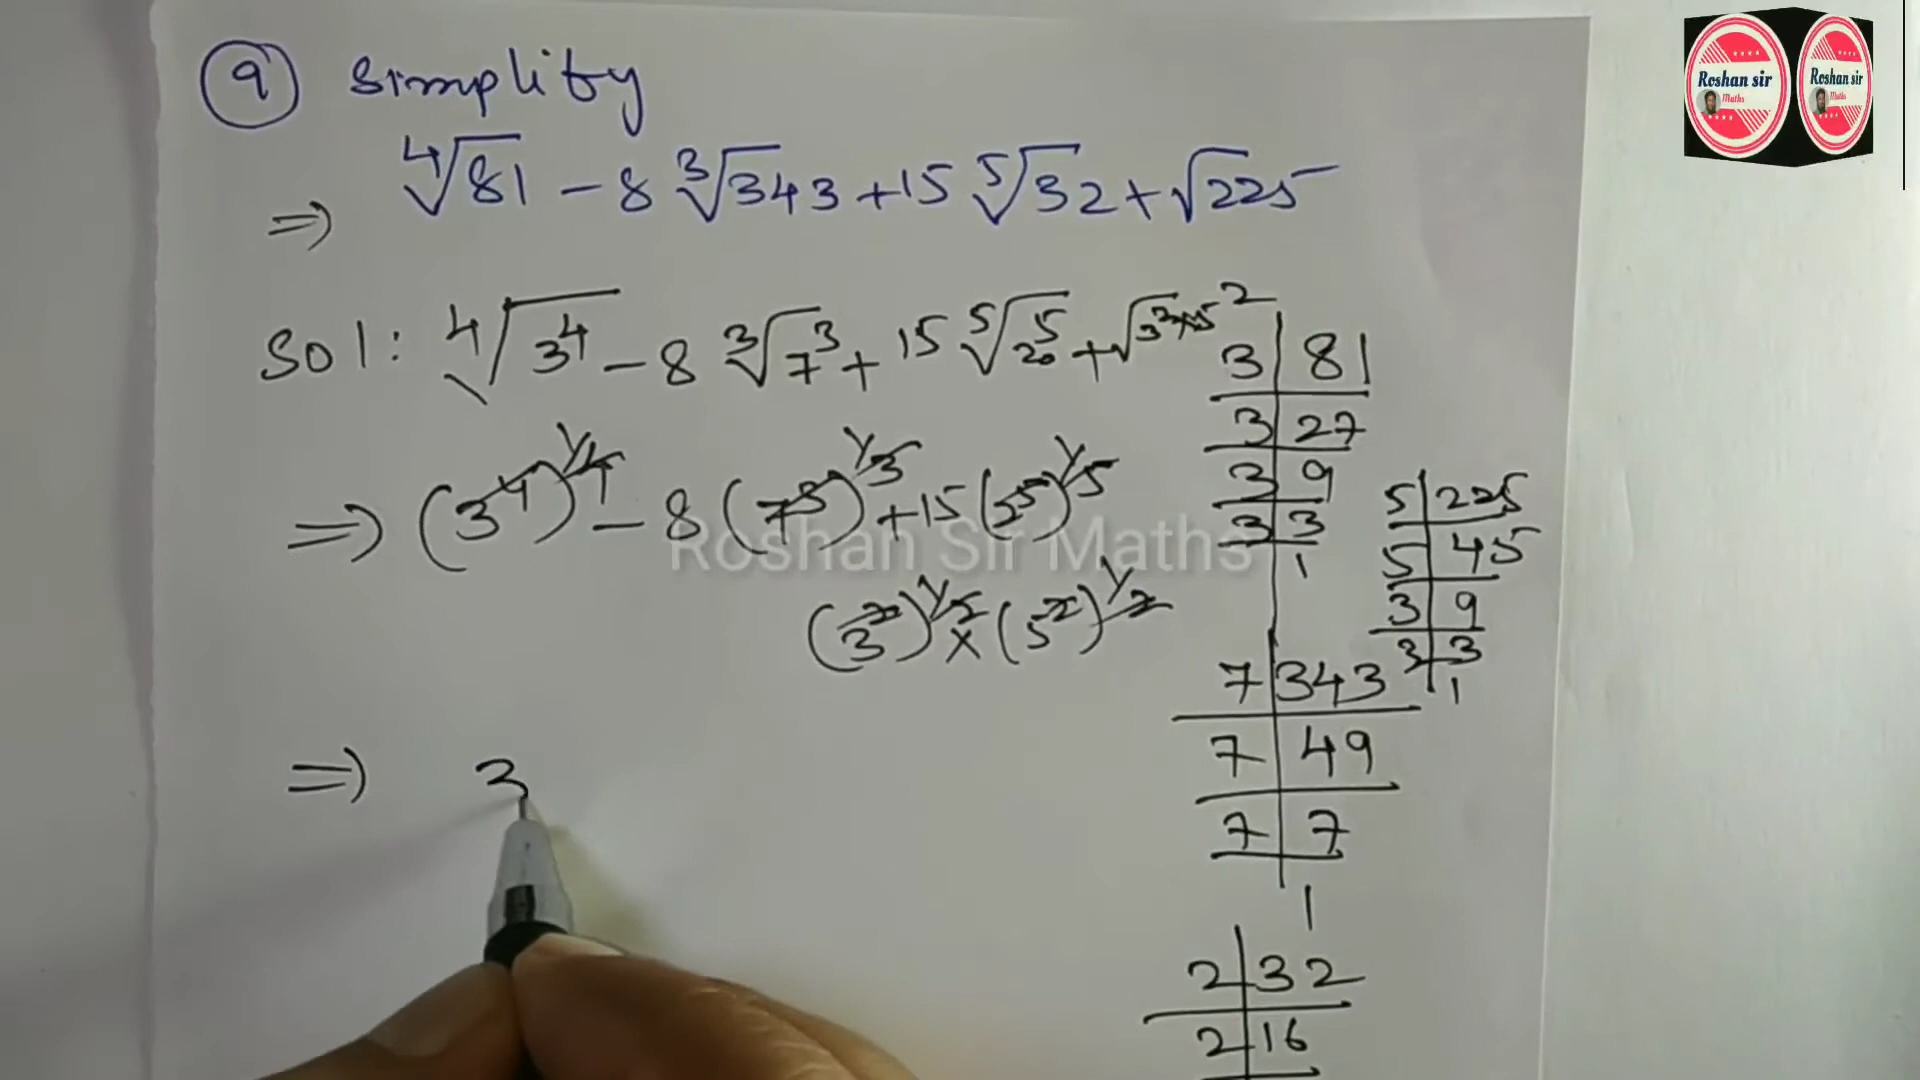 9 Simplify
⇒ ⁴√81 - 8 ³√343 + 15 ⁵√32 + √225
Sol: ⁴√3⁴ - 8 ³√7³ + 15 ⁵√2⁵ + √3²×5²
⇒ (3⁴)^1/4 - 8 (7³)^1/3 + 15 (2⁵)^1/5
(3²)^1/2 × (5²)^1/2
⇒ 3
3 | 81
3 | 27
3 | 9
3 | 3
1
5 | 225
5 | 45
3 | 9
3 | 3
1
7 | 343
7 | 49
7 | 7
1
2 | 32
2 | 16
Roshan Sir Maths
Roshan sir
Maths
Roshan sir
Maths